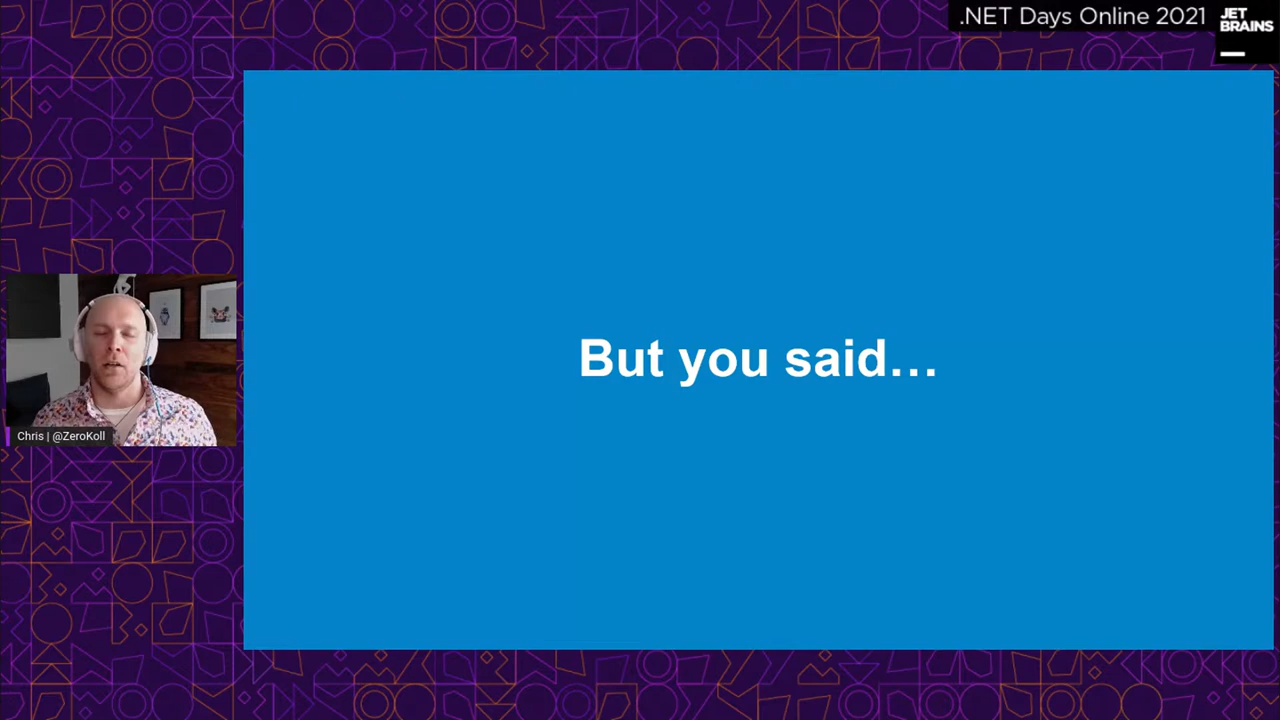 .NET Days Online 2021
JET
BRAINS
But you said…
Chris | @ZeroKoll